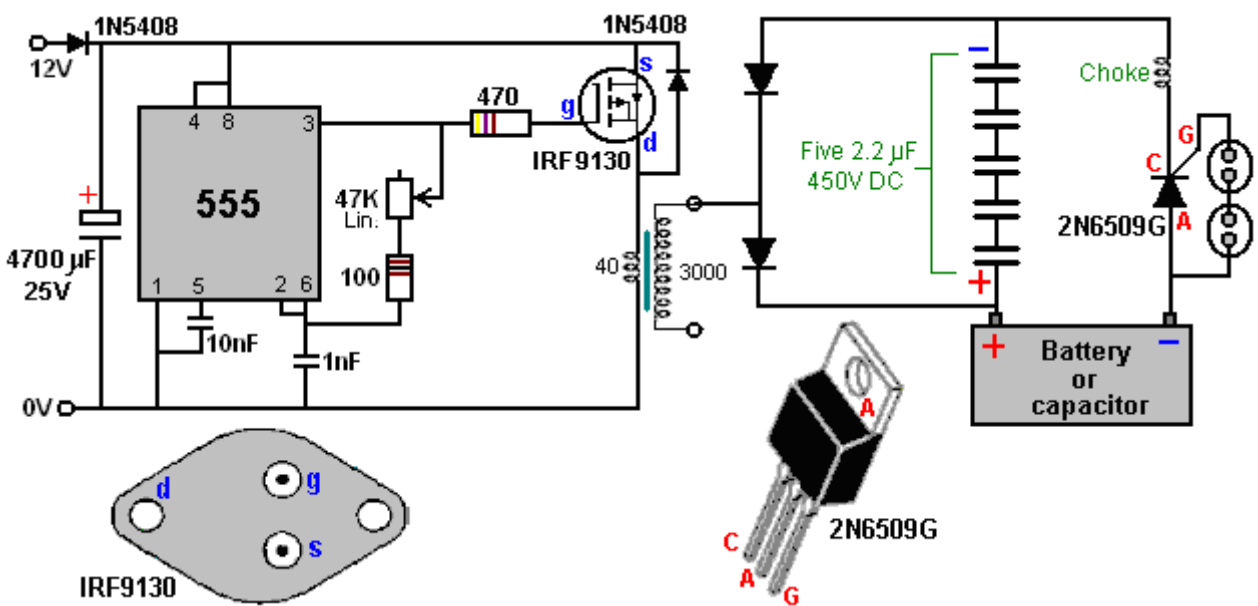 1N5408
12V
4 8 3
555
1 5 2 6
+
4700 µF
25V
10nF
1nF
47K
Lin.
100
470
1N5408
s
g
d
IRF9130
40
3000
0V
–
Five 2.2 µF
450V DC
+
Choke
G
C
2N6509G
A
+
–
Battery
or
capacitor
d
g
s
IRF9130
A
2N6509G
C
A
G